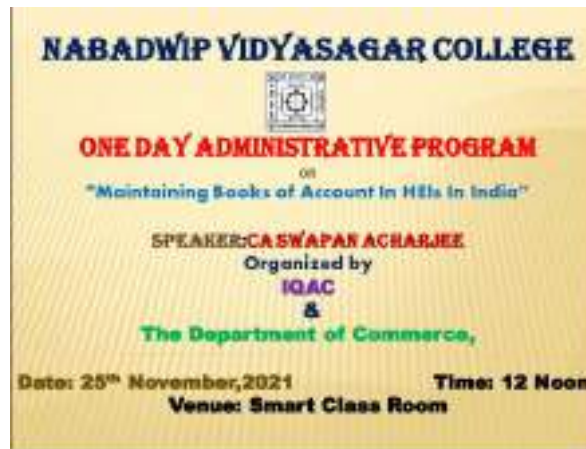 NABADWIP VIDYASAGAR COLLEGE
ONE DAY ADMINISTRATIVE PROGRAM
on
"Maintaining Books of Account In HEIs In India"
SPEAKER:CA SWAPAN ACHARJEE
Organized by
IQAC
&
The Department of Commerce,
Date: 25th November,2021 Time: 12 Noon
Venue: Smart Class Room